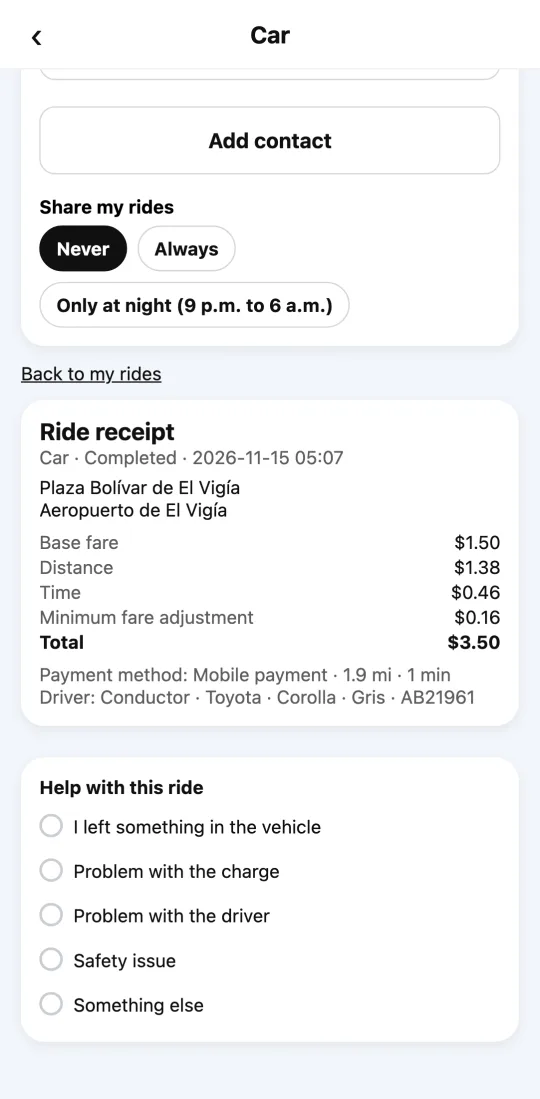 ‹ Car
Add contact
Share my rides
Never Always
Only at night (9 p.m. to 6 a.m.)
Back to my rides
Ride receipt
Car · Completed · 2026-11-15 05:07
Plaza Bolívar de El Vigía
Aeropuerto de El Vigía
Base fare $1.50
Distance $1.38
Time $0.46
Minimum fare adjustment $0.16
Total $3.50
Payment method: Mobile payment · 1.9 mi · 1 min
Driver: Conductor · Toyota · Corolla · Gris · AB21961
Help with this ride
I left something in the vehicle
Problem with the charge
Problem with the driver
Safety issue
Something else